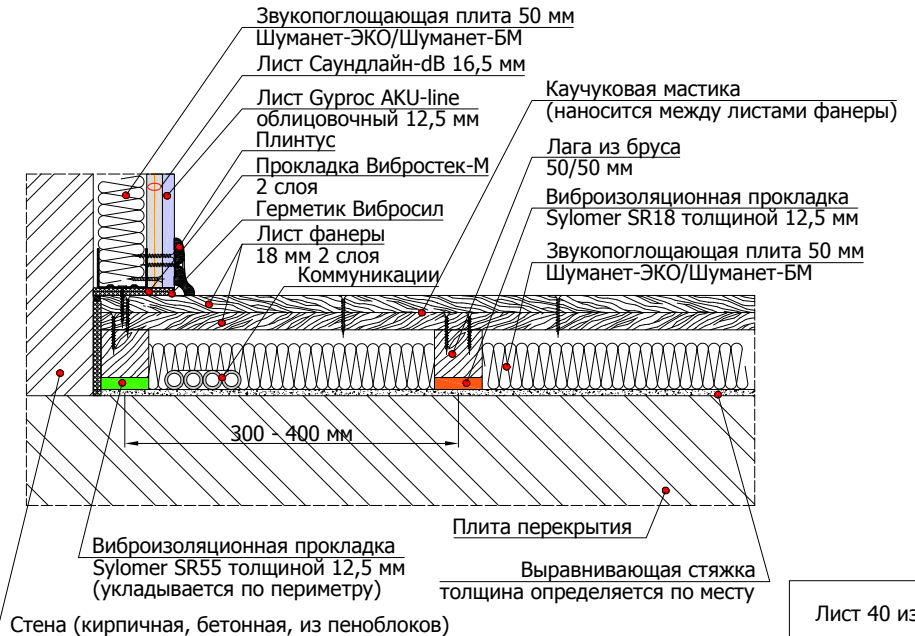 Звукопоглощающая плита 50 мм
Шуманет-ЭКО/Шуманет-БМ
Лист Саундлайн-dB 16,5 мм
Лист Gyproc AKU-line
облицовочный 12,5 мм
Плинтус
Прокладка Вибростек-М
2 слоя
Герметик Вибросил
Лист фанеры
18 мм 2 слоя
Коммуникации
Каучуковая мастика
(наносится между листами фанеры)
Лага из бруса
50/50 мм
Виброизоляционная прокладка
Sylomer SR18 толщиной 12,5 мм
Звукопоглощающая плита 50 мм
Шуманет-ЭКО/Шуманет-БМ
300 - 400 мм
Плита перекрытия
Виброизоляционная прокладка
Sylomer SR55 толщиной 12,5 мм
(укладывается по периметру)
Выравнивающая стяжка
толщина определяется по месту
Стена (кирпичная, бетонная, из пеноблоков)
Лист 40 из